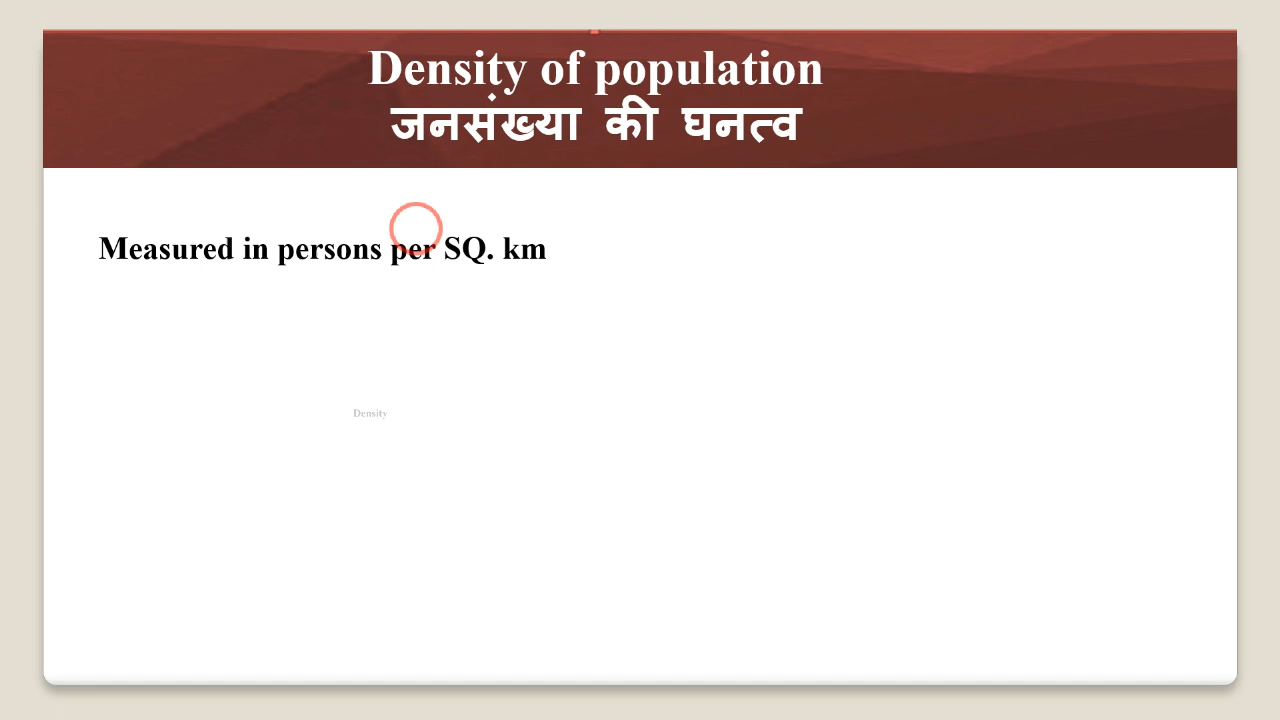 Density of population
जनसंख्या की घनत्व
Measured in persons per SQ. km
Density